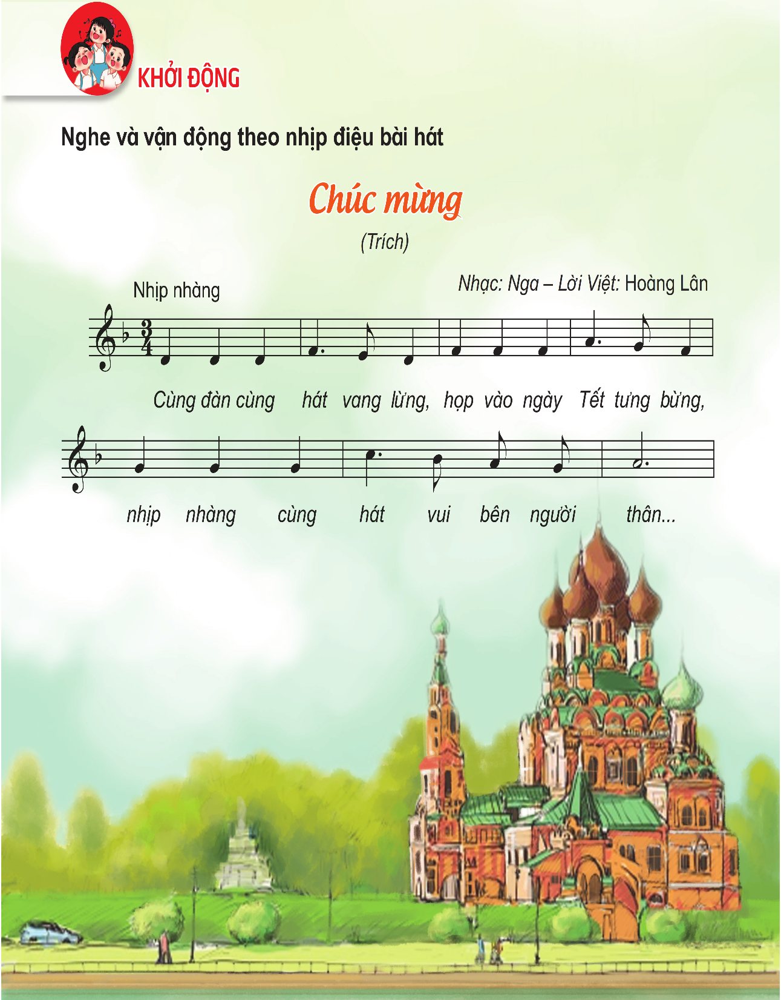 KHỞI ĐỘNG
Nghe và vận động theo nhịp điệu bài hát
Chúc mừng
(Trích)
Nhịp nhàng
Nhạc: Nga – Lời Việt: Hoàng Lân
3
4
Cùng đàn cùng hát vang lừng, họp vào ngày Tết tưng bừng,
nhịp nhàng cùng hát vui bên người thân...